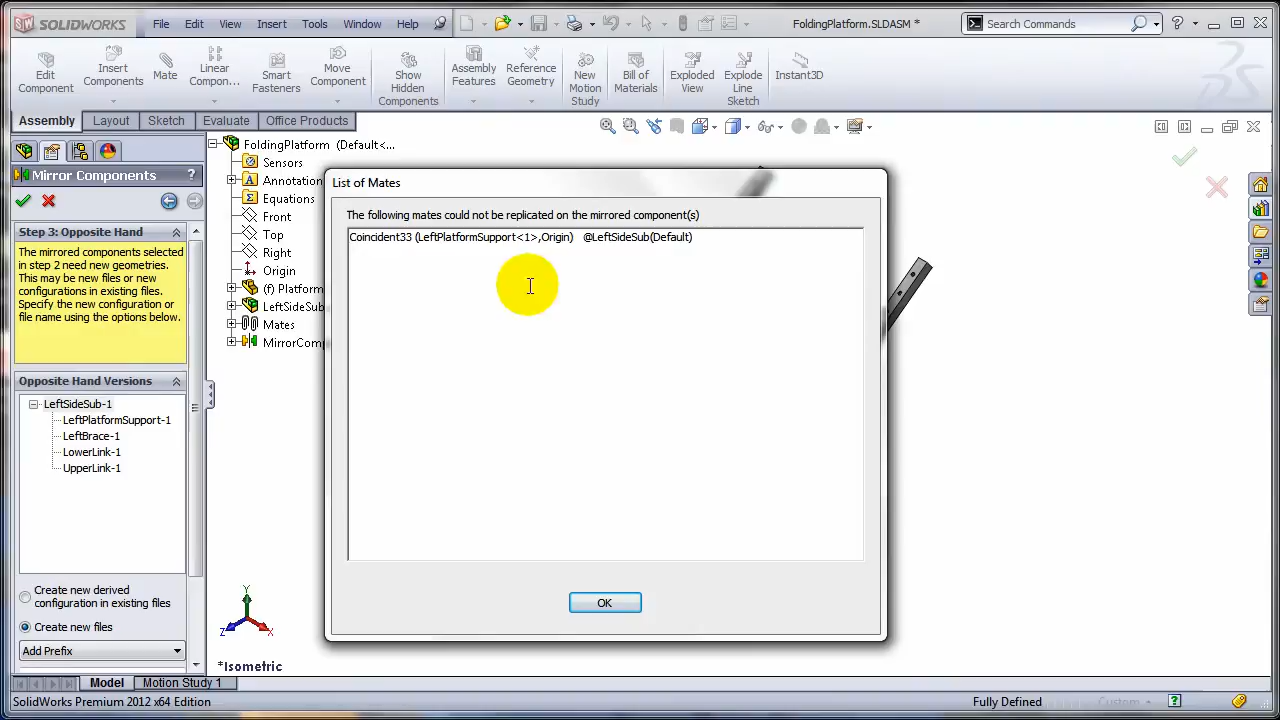 SOLIDWORKS
File Edit View Insert Tools Window Help
FoldingPlatform.SLDASM *
Search Commands
?
Edit Component
Insert Components
Mate
Linear Compon...
Smart Fasteners
Move Component
Show Hidden Components
Assembly Features
Reference Geometry
New Motion Study
Bill of Materials
Exploded View
Explode Line Sketch
Instant3D
Assembly Layout Sketch Evaluate Office Products
Mirror Components ?
Step 3: Opposite Hand
The mirrored components selected
in step 2 need new geometries.
This may be new files or new
configurations in existing files.
Specify the new configuration or
file name using the options below.
Opposite Hand Versions
LeftSideSub-1
LeftPlatformSupport-1
LeftBrace-1
LowerLink-1
UpperLink-1
Create new derived
configuration in existing files
Create new files
Add Prefix
FoldingPlatform (Default<...
Sensors
Annotation
Equations
Front
Top
Right
Origin
(f) Platform
LeftSideSub
Mates
MirrorComp
List of Mates
The following mates could not be replicated on the mirrored component(s)
Coincident33 (LeftPlatformSupport<1>,Origin) @LeftSideSub(Default)
OK
Y
Z X
*Isometric
Model Motion Study 1
SolidWorks Premium 2012 x64 Edition
Fully Defined
Custom
?